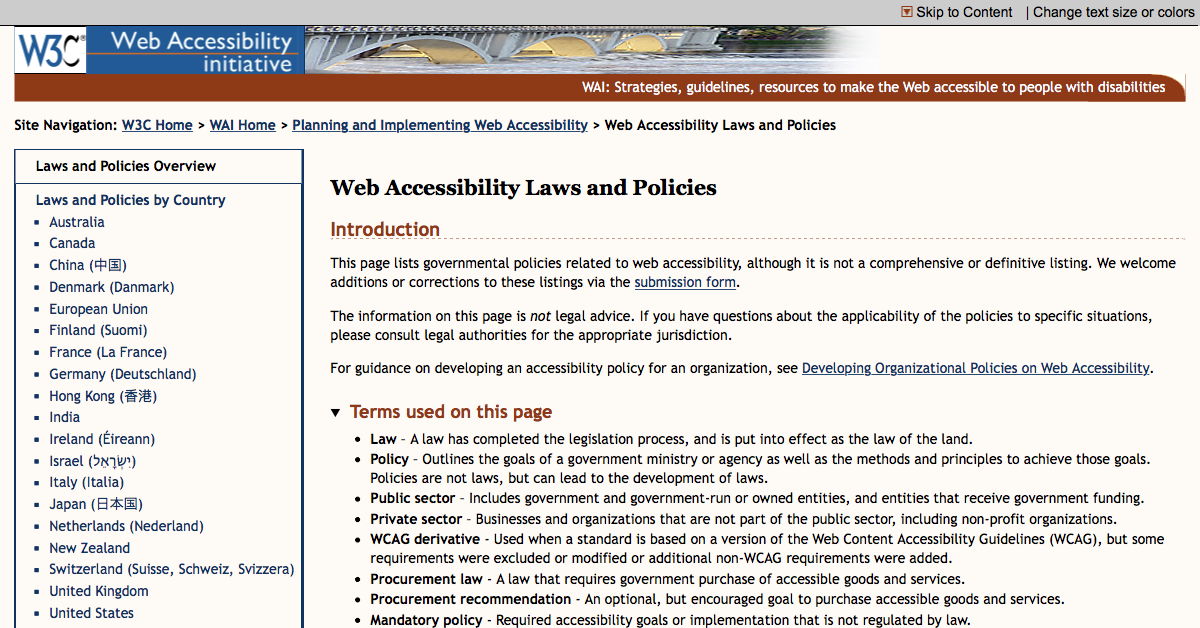 Skip to Content | Change text size or colors
W3C®
Web Accessibility
initiative
WAI: Strategies, guidelines, resources to make the Web accessible to people with disabilities
Site Navigation: W3C Home > WAI Home > Planning and Implementing Web Accessibility > Web Accessibility Laws and Policies
Laws and Policies Overview
Laws and Policies by Country
Australia
Canada
China (中国)
Denmark (Danmark)
European Union
Finland (Suomi)
France (La France)
Germany (Deutschland)
Hong Kong (香港)
India
Ireland (Éireann)
Israel (יִשְׂרָאֵל)
Italy (Italia)
Japan (日本国)
Netherlands (Nederland)
New Zealand
Switzerland (Suisse, Schweiz, Svizzera)
United Kingdom
United States
Web Accessibility Laws and Policies
Introduction
This page lists governmental policies related to web accessibility, although it is not a comprehensive or definitive listing. We welcome
additions or corrections to these listings via the submission form.
The information on this page is not legal advice. If you have questions about the applicability of the policies to specific situations,
please consult legal authorities for the appropriate jurisdiction.
For guidance on developing an accessibility policy for an organization, see Developing Organizational Policies on Web Accessibility.
▼ Terms used on this page
• Law – A law has completed the legislation process, and is put into effect as the law of the land.
• Policy – Outlines the goals of a government ministry or agency as well as the methods and principles to achieve those goals.
Policies are not laws, but can lead to the development of laws.
• Public sector – Includes government and government-run or owned entities, and entities that receive government funding.
• Private sector – Businesses and organizations that are not part of the public sector, including non-profit organizations.
• WCAG derivative - Used when a standard is based on a version of the Web Content Accessibility Guidelines (WCAG), but some
requirements were excluded or modified or additional non-WCAG requirements were added.
• Procurement law - A law that requires government purchase of accessible goods and services.
• Procurement recommendation - An optional, but encouraged goal to purchase accessible goods and services.
• Mandatory policy - Required accessibility goals or implementation that is not regulated by law.